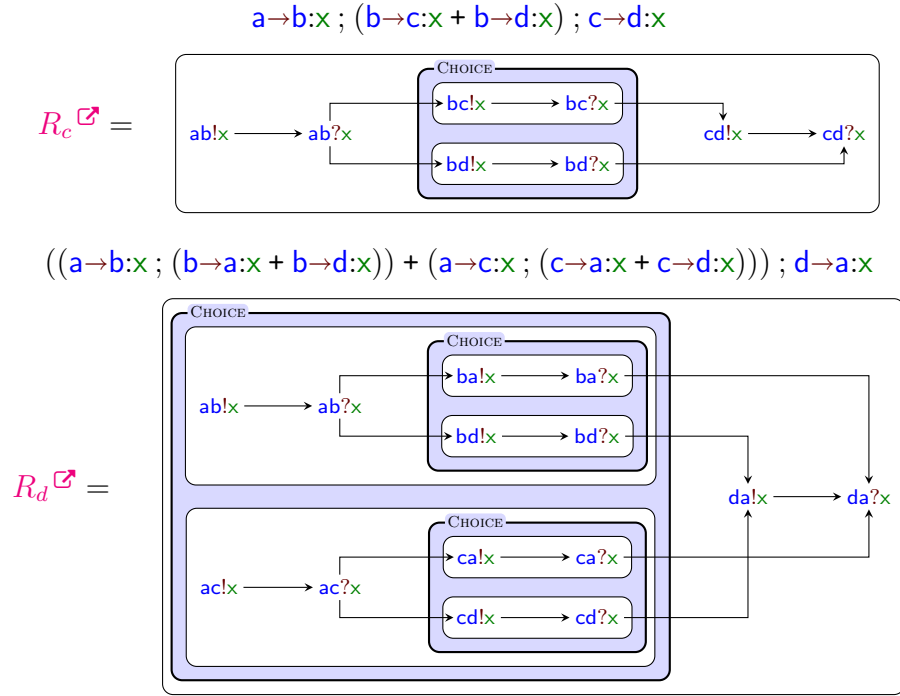 a→b:x ; (b→c:x + b→d:x) ; c→d:x
CHOICE
bc!x bc?x
R_c = ab!x ab?x cd!x cd?x
bd!x bd?x
((a→b:x ; (b→a:x + b→d:x)) + (a→c:x ; (c→a:x + c→d:x))) ; d→a:x
CHOICE
CHOICE
ba!x ba?x
ab!x ab?x
bd!x bd?x
R_d = da!x da?x
CHOICE
ca!x ca?x
ac!x ac?x
cd!x cd?x